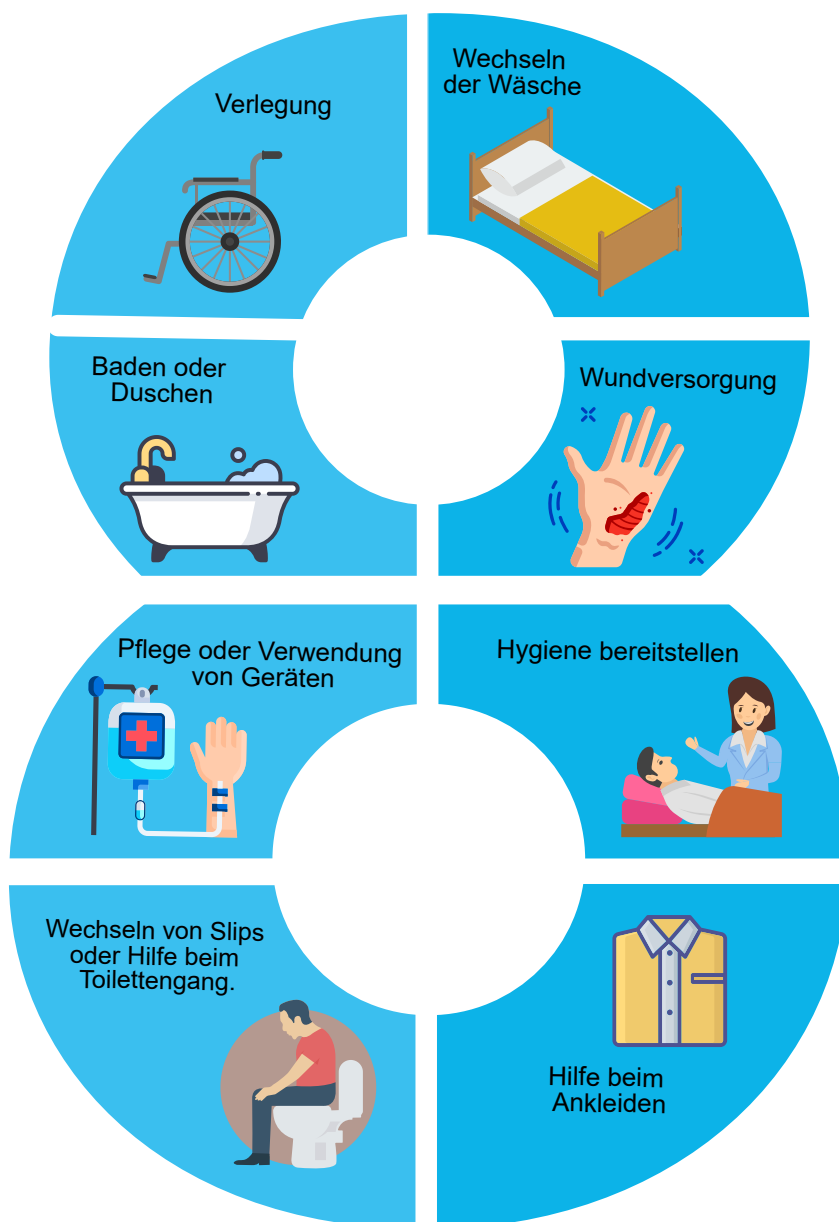 Verlegung
Wechseln
der Wäsche
Baden oder
Duschen
Wundversorgung
Pflege oder Verwendung
von Geräten
Hygiene bereitstellen
Wechseln von Slips
oder Hilfe beim
Toilettengang.
Hilfe beim
Ankleiden